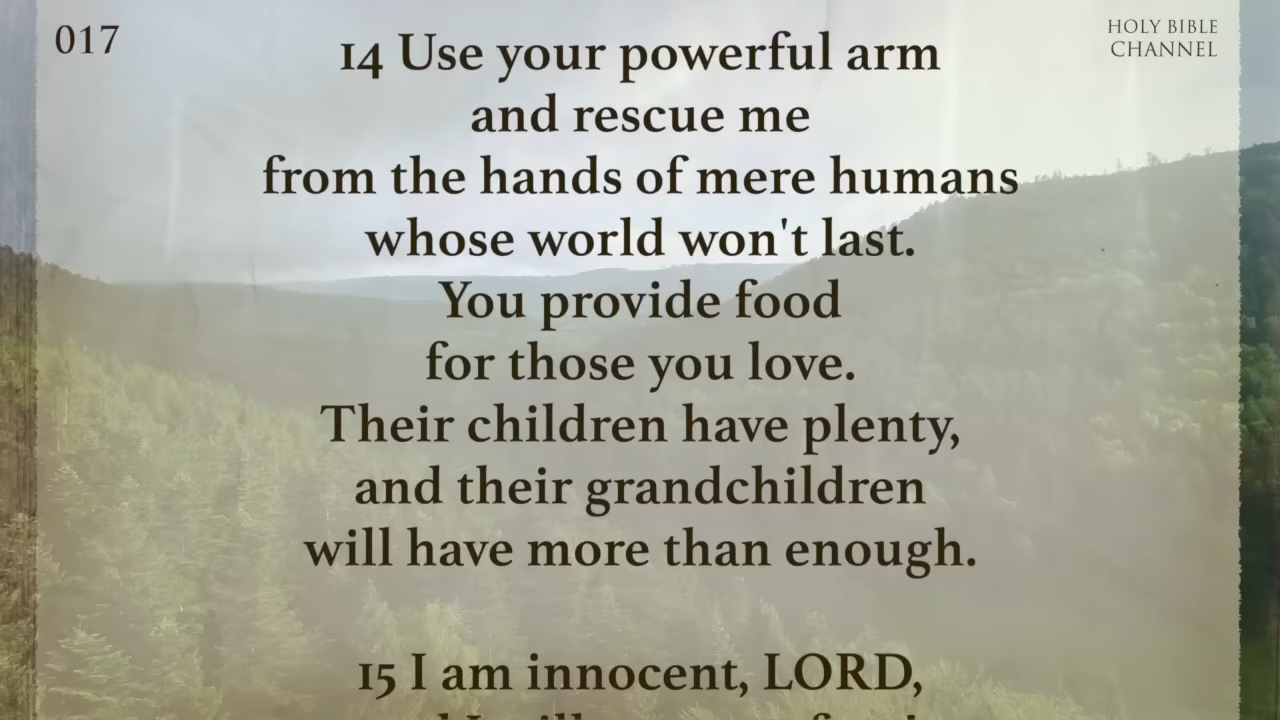 017
HOLY BIBLE
CHANNEL
14 Use your powerful arm
and rescue me
from the hands of mere humans
whose world won't last.
You provide food
for those you love.
Their children have plenty,
and their grandchildren
will have more than enough.
15 I am innocent, LORD,